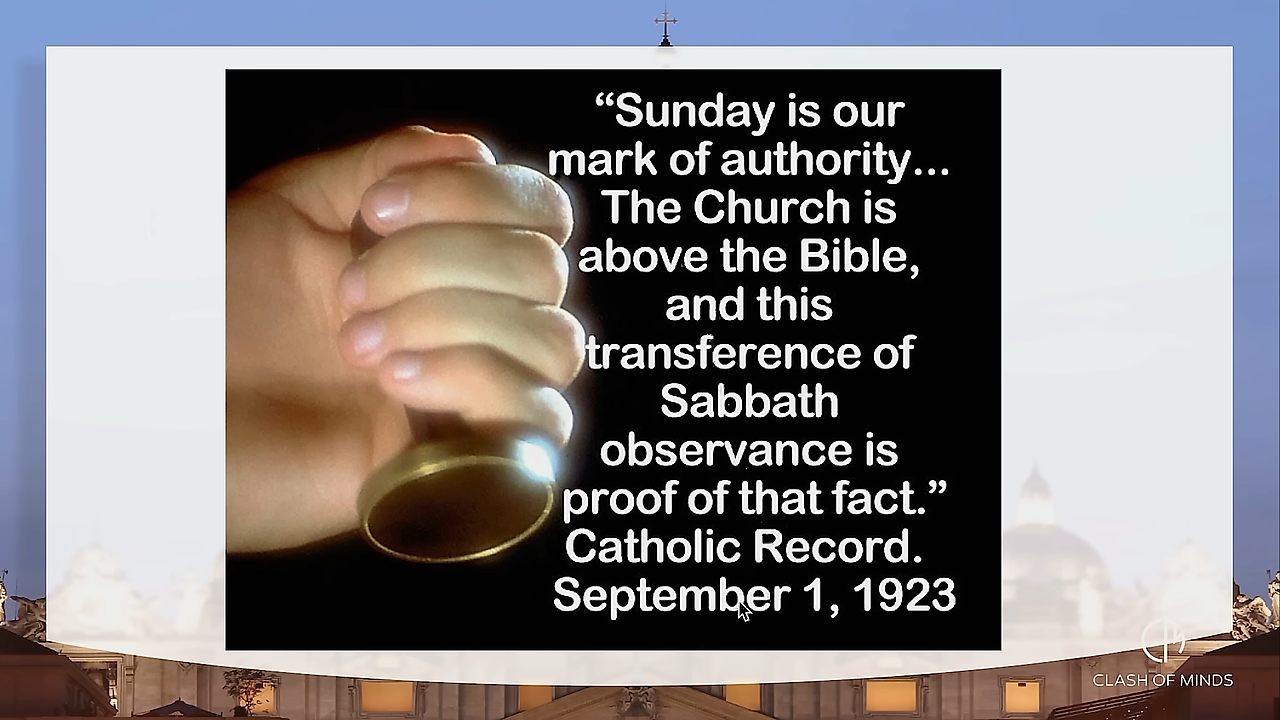 “Sunday is our
mark of authority...
The Church is
above the Bible,
and this
transference of
Sabbath
observance is
proof of that fact.”
Catholic Record.
September 1, 1923
CLASH OF MINDS